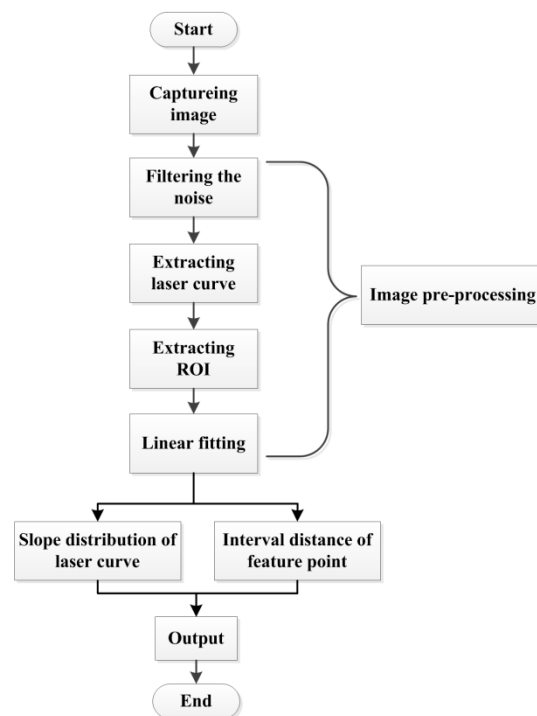 Start
Captureing
image
Filtering the
noise
Extracting
laser curve
Extracting
ROI
Linear fitting
Image pre-processing
Slope distribution of
laser curve
Interval distance of
feature point
Output
End